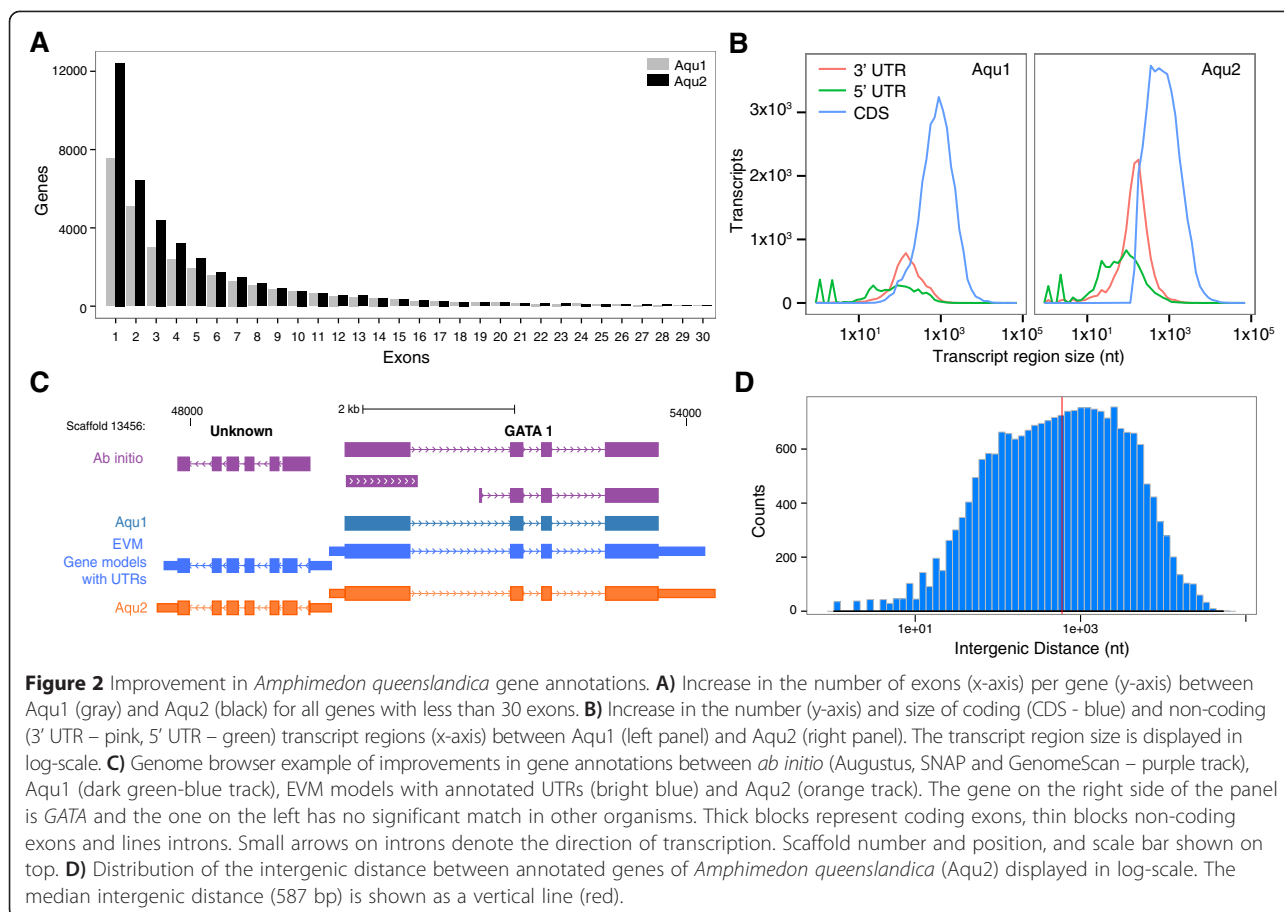 A
12000
8000
4000
0
Genes
Aqu1
Aqu2
1 2 3 4 5 6 7 8 9 10 11 12 13 14 15 16 17 18 19 20 21 22 23 24 25 26 27 28 29 30
Exons
B
3' UTR
5' UTR
CDS
Aqu1
Aqu2
3x10³
2x10³
1x10³
0
Transcripts
1x10¹ 1x10³ 1x10⁵ 1x10¹ 1x10³ 1x10⁵
Transcript region size (nt)
C
48000
2 kb
54000
Scaffold 13456:
Unknown
GATA 1
Ab initio
Aqu1
EVM
Gene models
with UTRs
Aqu2
D
600
400
200
0
Counts
1e+01 1e+03
Intergenic Distance (nt)
Figure 2 Improvement in Amphimedon queenslandica gene annotations. A) Increase in the number of exons (x-axis) per gene (y-axis) between
Aqu1 (gray) and Aqu2 (black) for all genes with less than 30 exons. B) Increase in the number (y-axis) and size of coding (CDS - blue) and non-coding
(3′ UTR – pink, 5′ UTR – green) transcript regions (x-axis) between Aqu1 (left panel) and Aqu2 (right panel). The transcript region size is displayed in
log-scale. C) Genome browser example of improvements in gene annotations between ab initio (Augustus, SNAP and GenomeScan – purple track),
Aqu1 (dark green-blue track), EVM models with annotated UTRs (bright blue) and Aqu2 (orange track). The gene on the right side of the panel
is GATA and the one on the left has no significant match in other organisms. Thick blocks represent coding exons, thin blocks non-coding
exons and lines introns. Small arrows on introns denote the direction of transcription. Scaffold number and position, and scale bar shown on
top. D) Distribution of the intergenic distance between annotated genes of Amphimedon queenslandica (Aqu2) displayed in log-scale. The
median intergenic distance (587 bp) is shown as a vertical line (red).